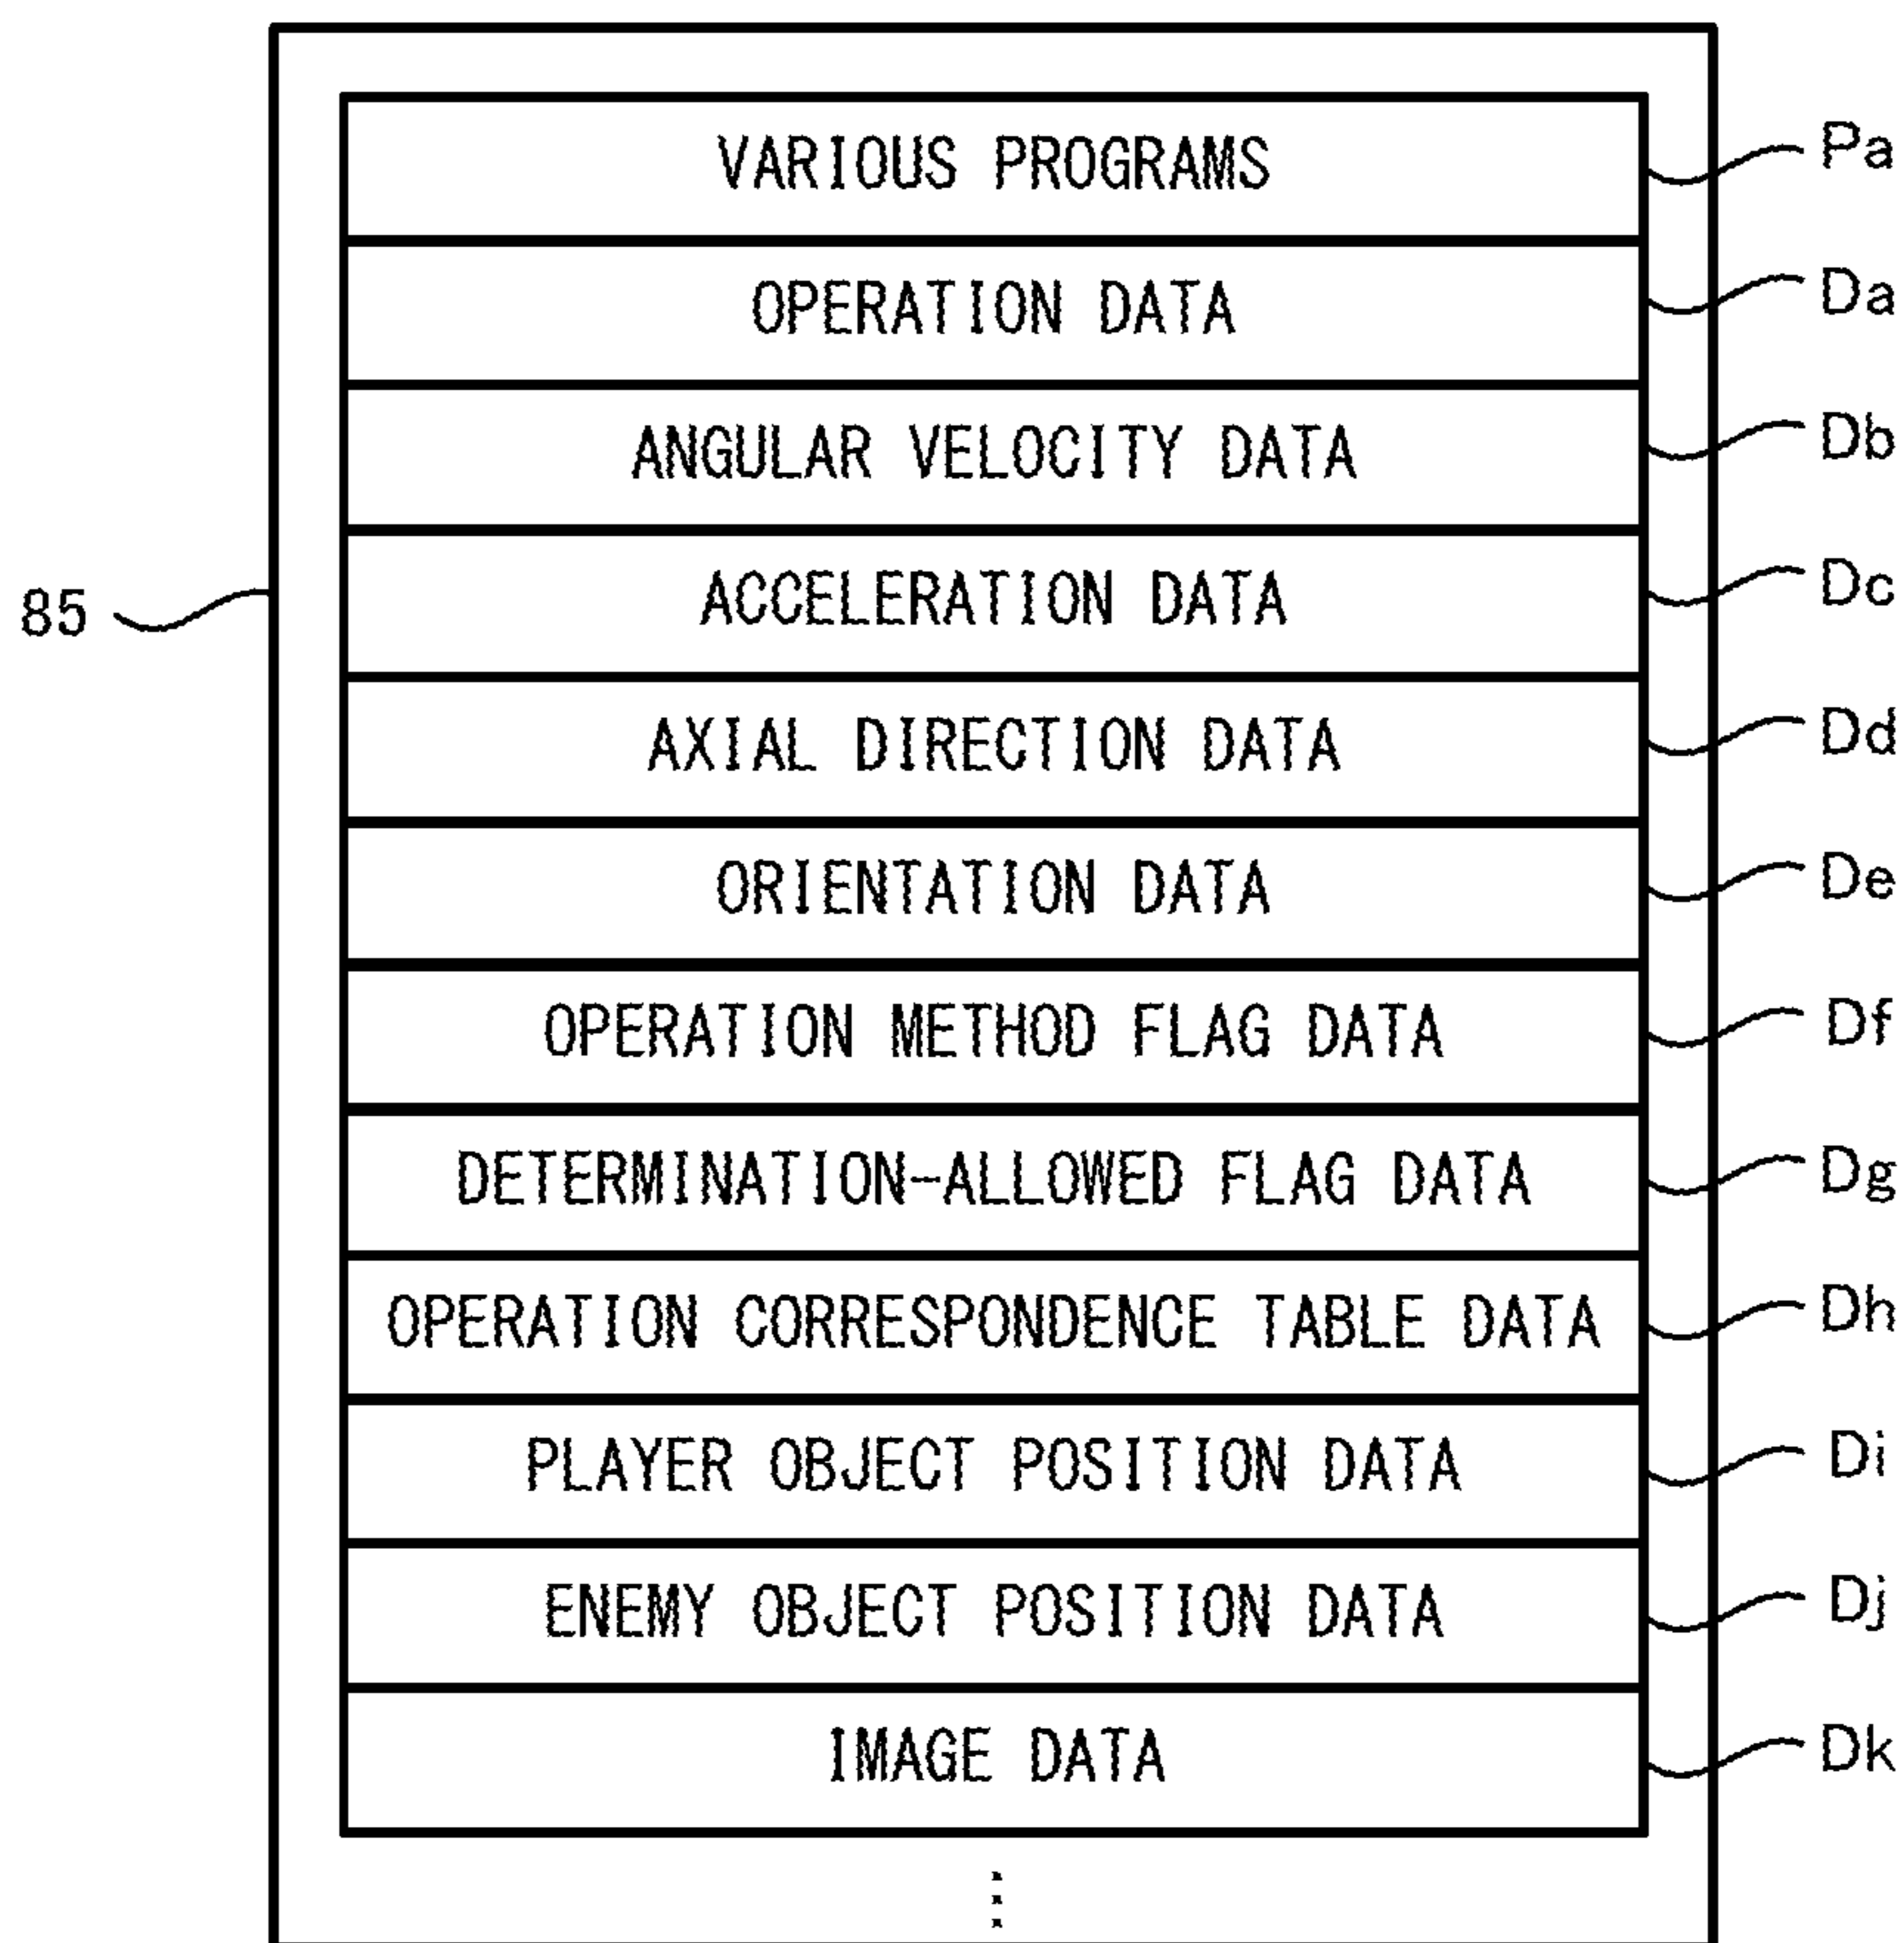 VARIOUS PROGRAMS Pa
OPERATION DATA Da
ANGULAR VELOCITY DATA Db
ACCELERATION DATA Dc
85
AXIAL DIRECTION DATA Dd
ORIENTATION DATA De
OPERATION METHOD FLAG DATA Df
DETERMINATION-ALLOWED FLAG DATA Dg
OPERATION CORRESPONDENCE TABLE DATA Dh
PLAYER OBJECT POSITION DATA Di
ENEMY OBJECT POSITION DATA Dj
IMAGE DATA Dk